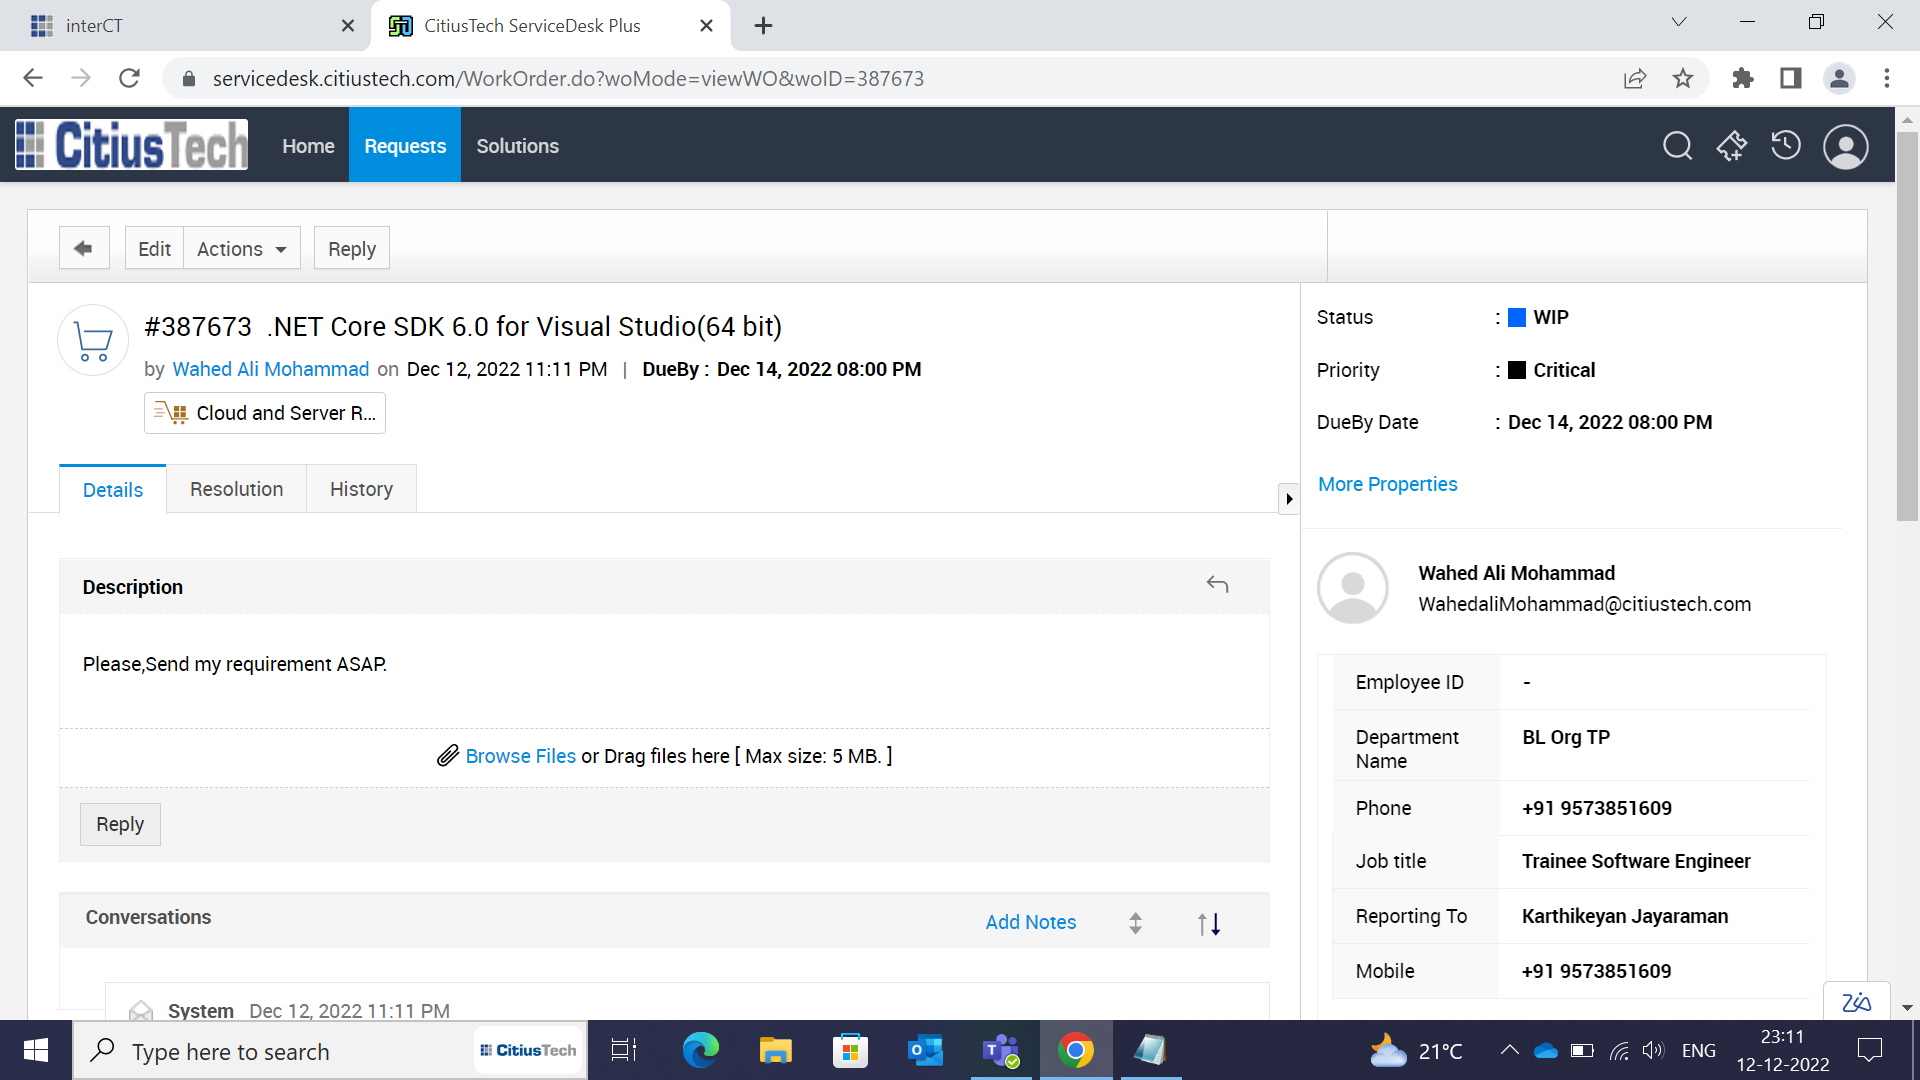 interCT
CitiusTech ServiceDesk Plus
servicedesk.citiustech.com/WorkOrder.do?woMode=viewWO&woID=387673
CitiusTech
Home
Requests
Solutions
Edit
Actions
Reply
#387673 .NET Core SDK 6.0 for Visual Studio(64 bit)
by Wahed Ali Mohammad on Dec 12, 2022 11:11 PM | DueBy : Dec 14, 2022 08:00 PM
Cloud and Server R...
Details
Resolution
History
Description
Please,Send my requirement ASAP.
Browse Files or Drag files here [ Max size: 5 MB. ]
Reply
Conversations
Add Notes
System Dec 12, 2022 11:11 PM
Status : WIP
Priority : Critical
DueBy Date : Dec 14, 2022 08:00 PM
More Properties
Wahed Ali Mohammad
WahedaliMohammad@citiustech.com
Employee ID -
Department Name BL Org TP
Phone +91 9573851609
Job title Trainee Software Engineer
Reporting To Karthikeyan Jayaraman
Mobile +91 9573851609
Zia
Type here to search
CitiusTech
21°C
ENG
23:11
12-12-2022